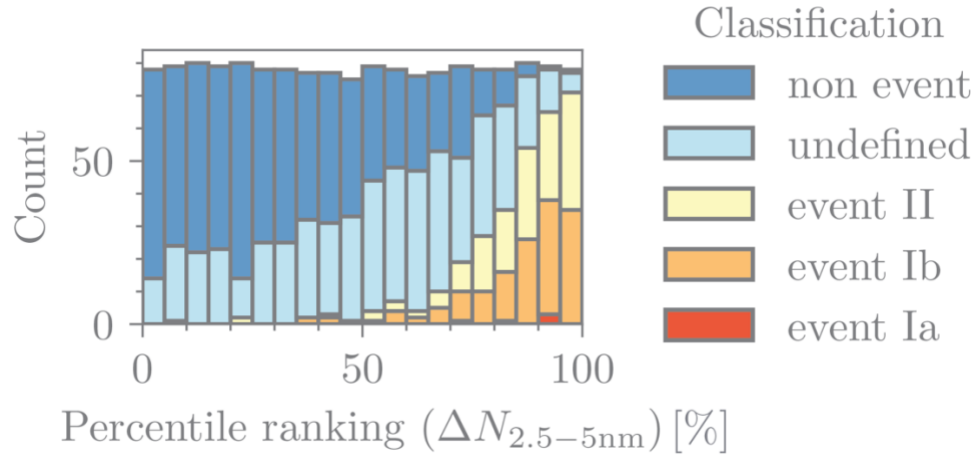 Classification
non event
undefined
event II
event Ib
event Ia
Count
50
0
0 50 100
Percentile ranking (ΔN₂.₅₋₅ₙₘ) [%]